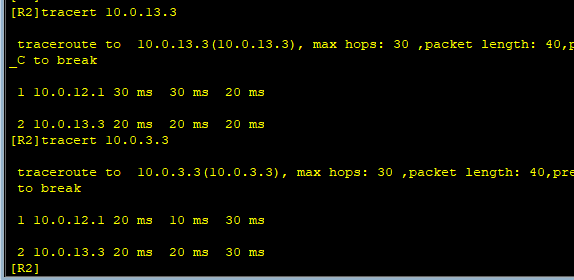 [R2]tracert 10.0.13.3
traceroute to  10.0.13.3(10.0.13.3), max hops: 30 ,packet length: 40,p
_C to break
1 10.0.12.1 30 ms  30 ms  20 ms
2 10.0.13.3 20 ms  20 ms  20 ms
[R2]tracert 10.0.3.3
traceroute to  10.0.3.3(10.0.3.3), max hops: 30 ,packet length: 40,pre
to break
1 10.0.12.1 20 ms  10 ms  30 ms
2 10.0.13.3 20 ms  20 ms  30 ms
[R2]